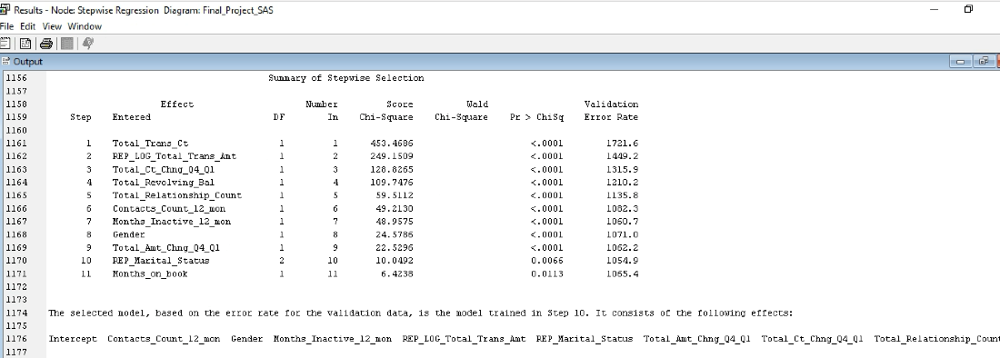 Results - Node: Stepwise Regression Diagram: Final_Project_SAS
File Edit View Window
Output
1156 Summary of Stepwise Selection
1157
1158 Effect Number Score Wald Validation
1159 Step Entered DF In Chi-Square Chi-Square Pr > ChiSq Error Rate
1160
1161 1 Total_Trans_Ct 1 1 453.4686 <.0001 1721.6
1162 2 REP_LOG_Total_Trans_Amt 1 2 249.1509 <.0001 1449.2
1163 3 Total_Ct_Chng_Q4_Q1 1 3 128.8265 <.0001 1315.9
1164 4 Total_Revolving_Bal 1 4 109.7476 <.0001 1210.2
1165 5 Total_Relationship_Count 1 5 59.5112 <.0001 1135.8
1166 6 Contacts_Count_12_mon 1 6 49.2130 <.0001 1082.3
1167 7 Months_Inactive_12_mon 1 7 48.9575 <.0001 1060.7
1168 8 Gender 1 8 24.5786 <.0001 1071.0
1169 9 Total_Amt_Chng_Q4_Q1 1 9 22.5296 <.0001 1062.2
1170 10 REP_Marital_Status 2 10 10.0492 0.0066 1054.9
1171 11 Months_on_book 1 11 6.4238 0.0113 1065.4
1172
1173
1174 The selected model, based on the error rate for the validation data, is the model trained in Step 10. It consists of the following effects:
1175
1176 Intercept Contacts_Count_12_mon Gender Months_Inactive_12_mon REP_LOG_Total_Trans_Amt REP_Marital_Status Total_Amt_Chng_Q4_Q1 Total_Ct_Chng_Q4_Q1 Total_Relationship_Count
1177